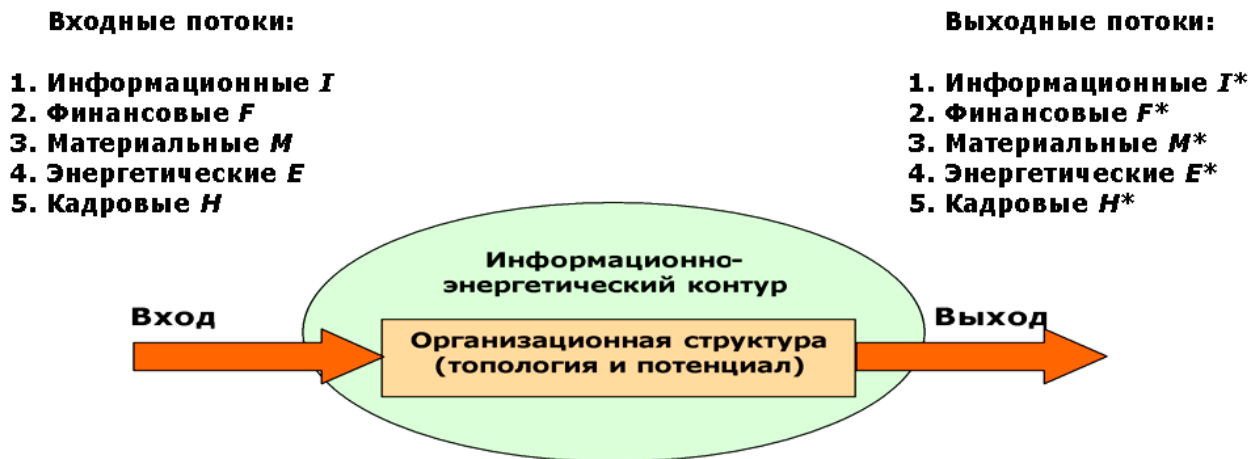 Входные потоки:
1. Информационные I
2. Финансовые F
3. Материальные M
4. Энергетические E
5. Кадровые H
Выходные потоки:
1. Информационные I*
2. Финансовые F*
3. Материальные M*
4. Энергетические E*
5. Кадровые H*
Информационно-
энергетический контур
Вход
Организационная структура
(топология и потенциал)
Выход